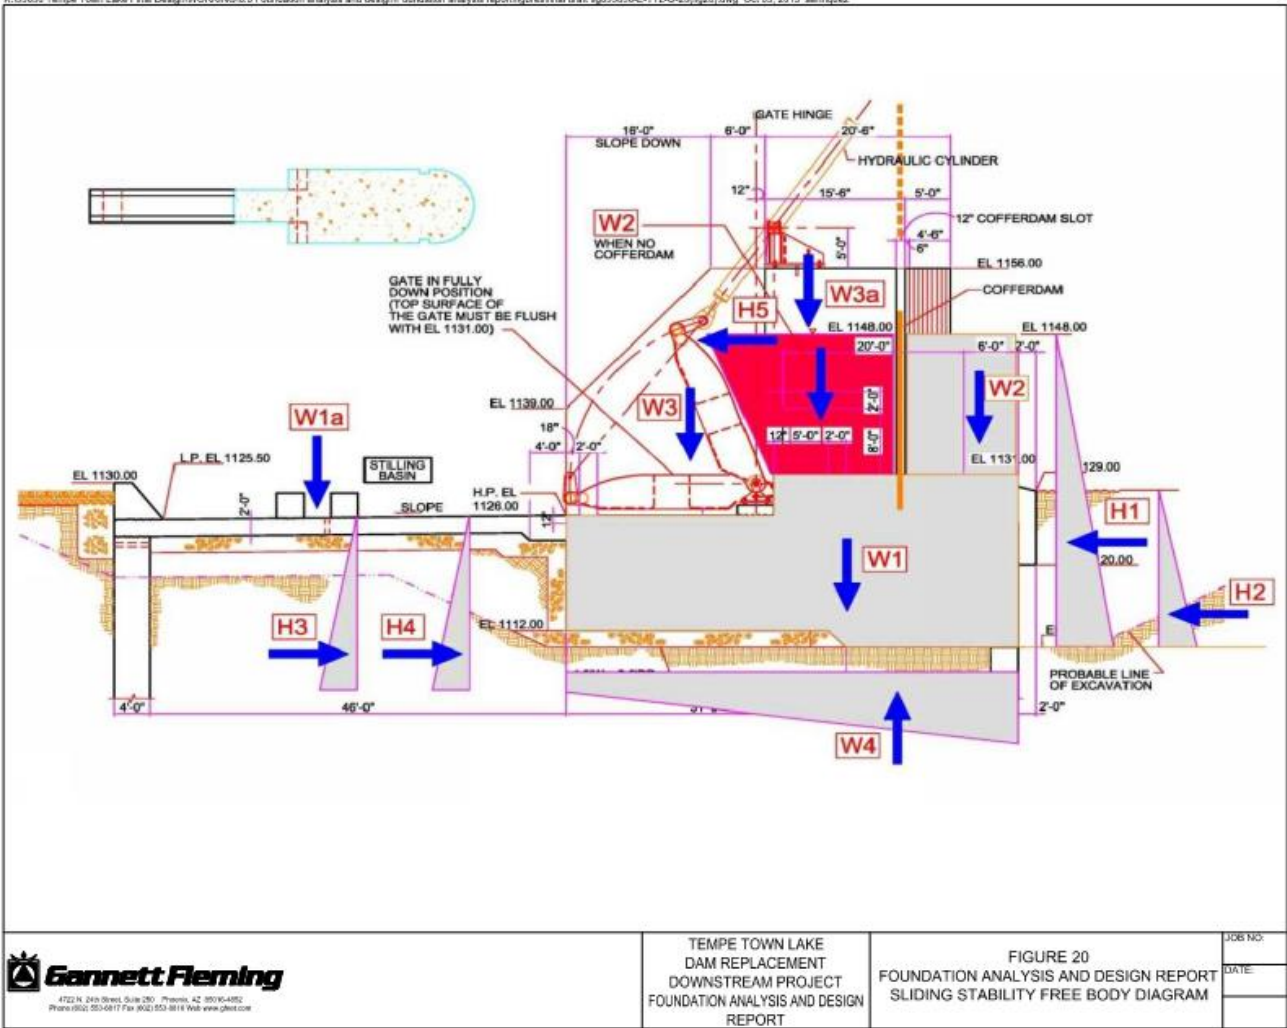 GATE HINGE
16'-0"
6'-0"
20'-6"
SLOPE DOWN
HYDRAULIC CYLINDER
12"
15'-6"
5'-0"
W2
12" COFFERDAM SLOT
WHEN NO
COFFERDAM
4'-6"
6"
5'-0"
EL 1156.00
GATE IN FULLY
DOWN POSITION
(TOP SURFACE OF
THE GATE MUST BE FLUSH
WITH EL 1131.00)
W3a
COFFERDAM
H5
EL 1148.00
EL 1148.00
20'-0"
6'-0"
2'-0"
W3
W2
EL 1139.00
2'-0"
W1a
18"
12"
5'-0"
2'-0"
8'-0"
4'-0"
2'-0"
L.P. EL 1125.50
STILLING
BASIN
EL 1131.00
129.00
EL 1130.00
H.P. EL
1126.00
2'-0"
SLOPE
12"
H1
W1
20.00
H2
H3
H4
EL 1112.00
E
PROBABLE LINE
OF EXCAVATION
4'-0"
46'-0"
2'-0"
W4
Gannett Fleming
TEMPE TOWN LAKE
DAM REPLACEMENT
DOWNSTREAM PROJECT
FOUNDATION ANALYSIS AND DESIGN
REPORT
FIGURE 20
FOUNDATION ANALYSIS AND DESIGN REPORT
SLIDING STABILITY FREE BODY DIAGRAM
JOB NO:
DATE: